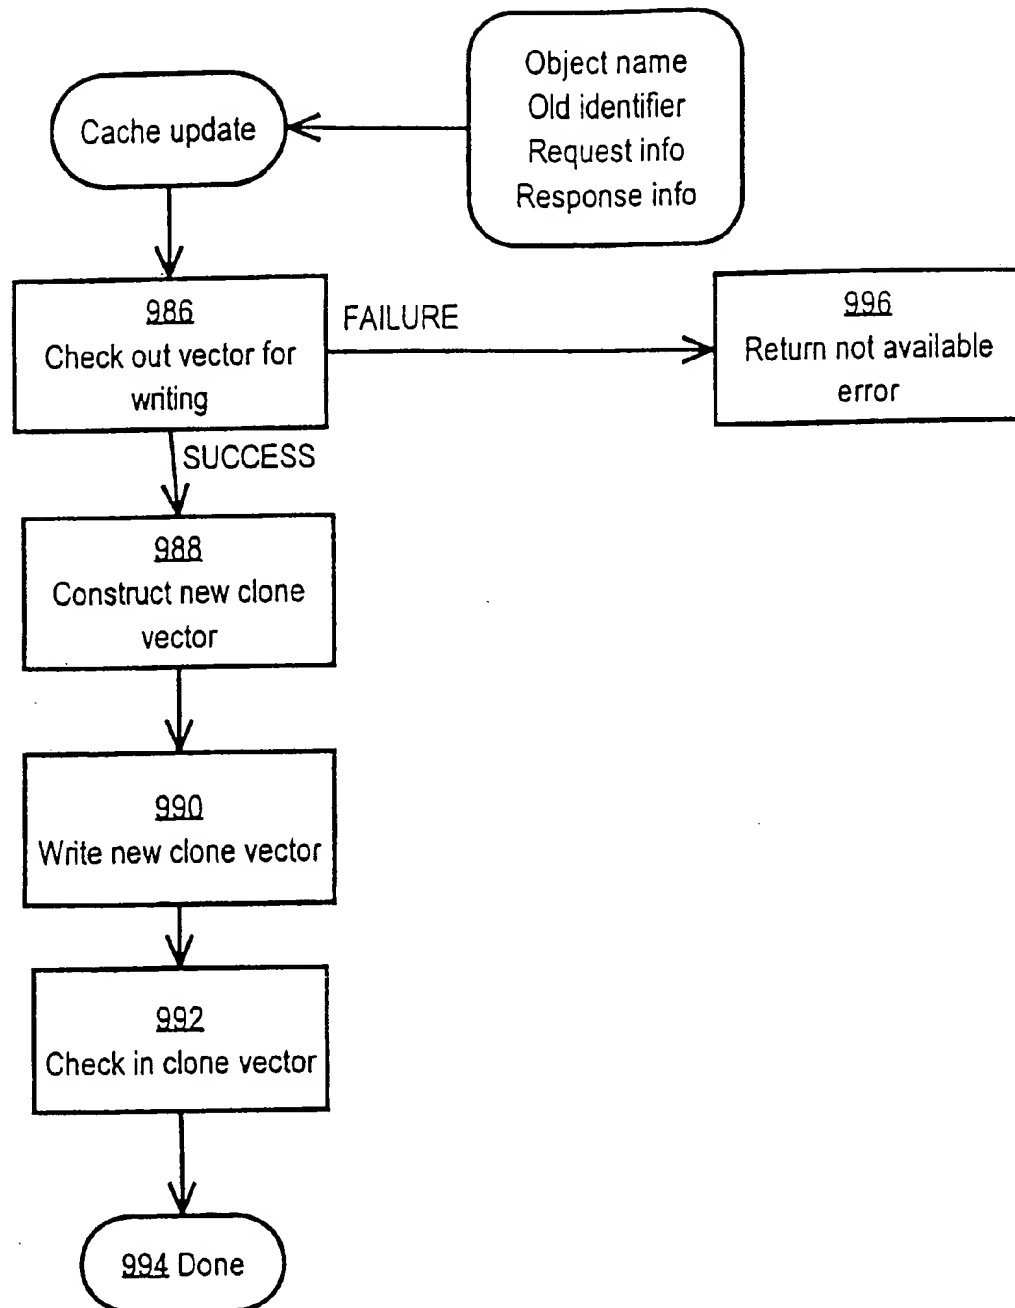 Object name
Old identifier
Request info
Response info
Cache update
986
Check out vector for
writing
FAILURE
996
Return not available
error
SUCCESS
988
Construct new clone
vector
990
Write new clone vector
992
Check in clone vector
994 Done